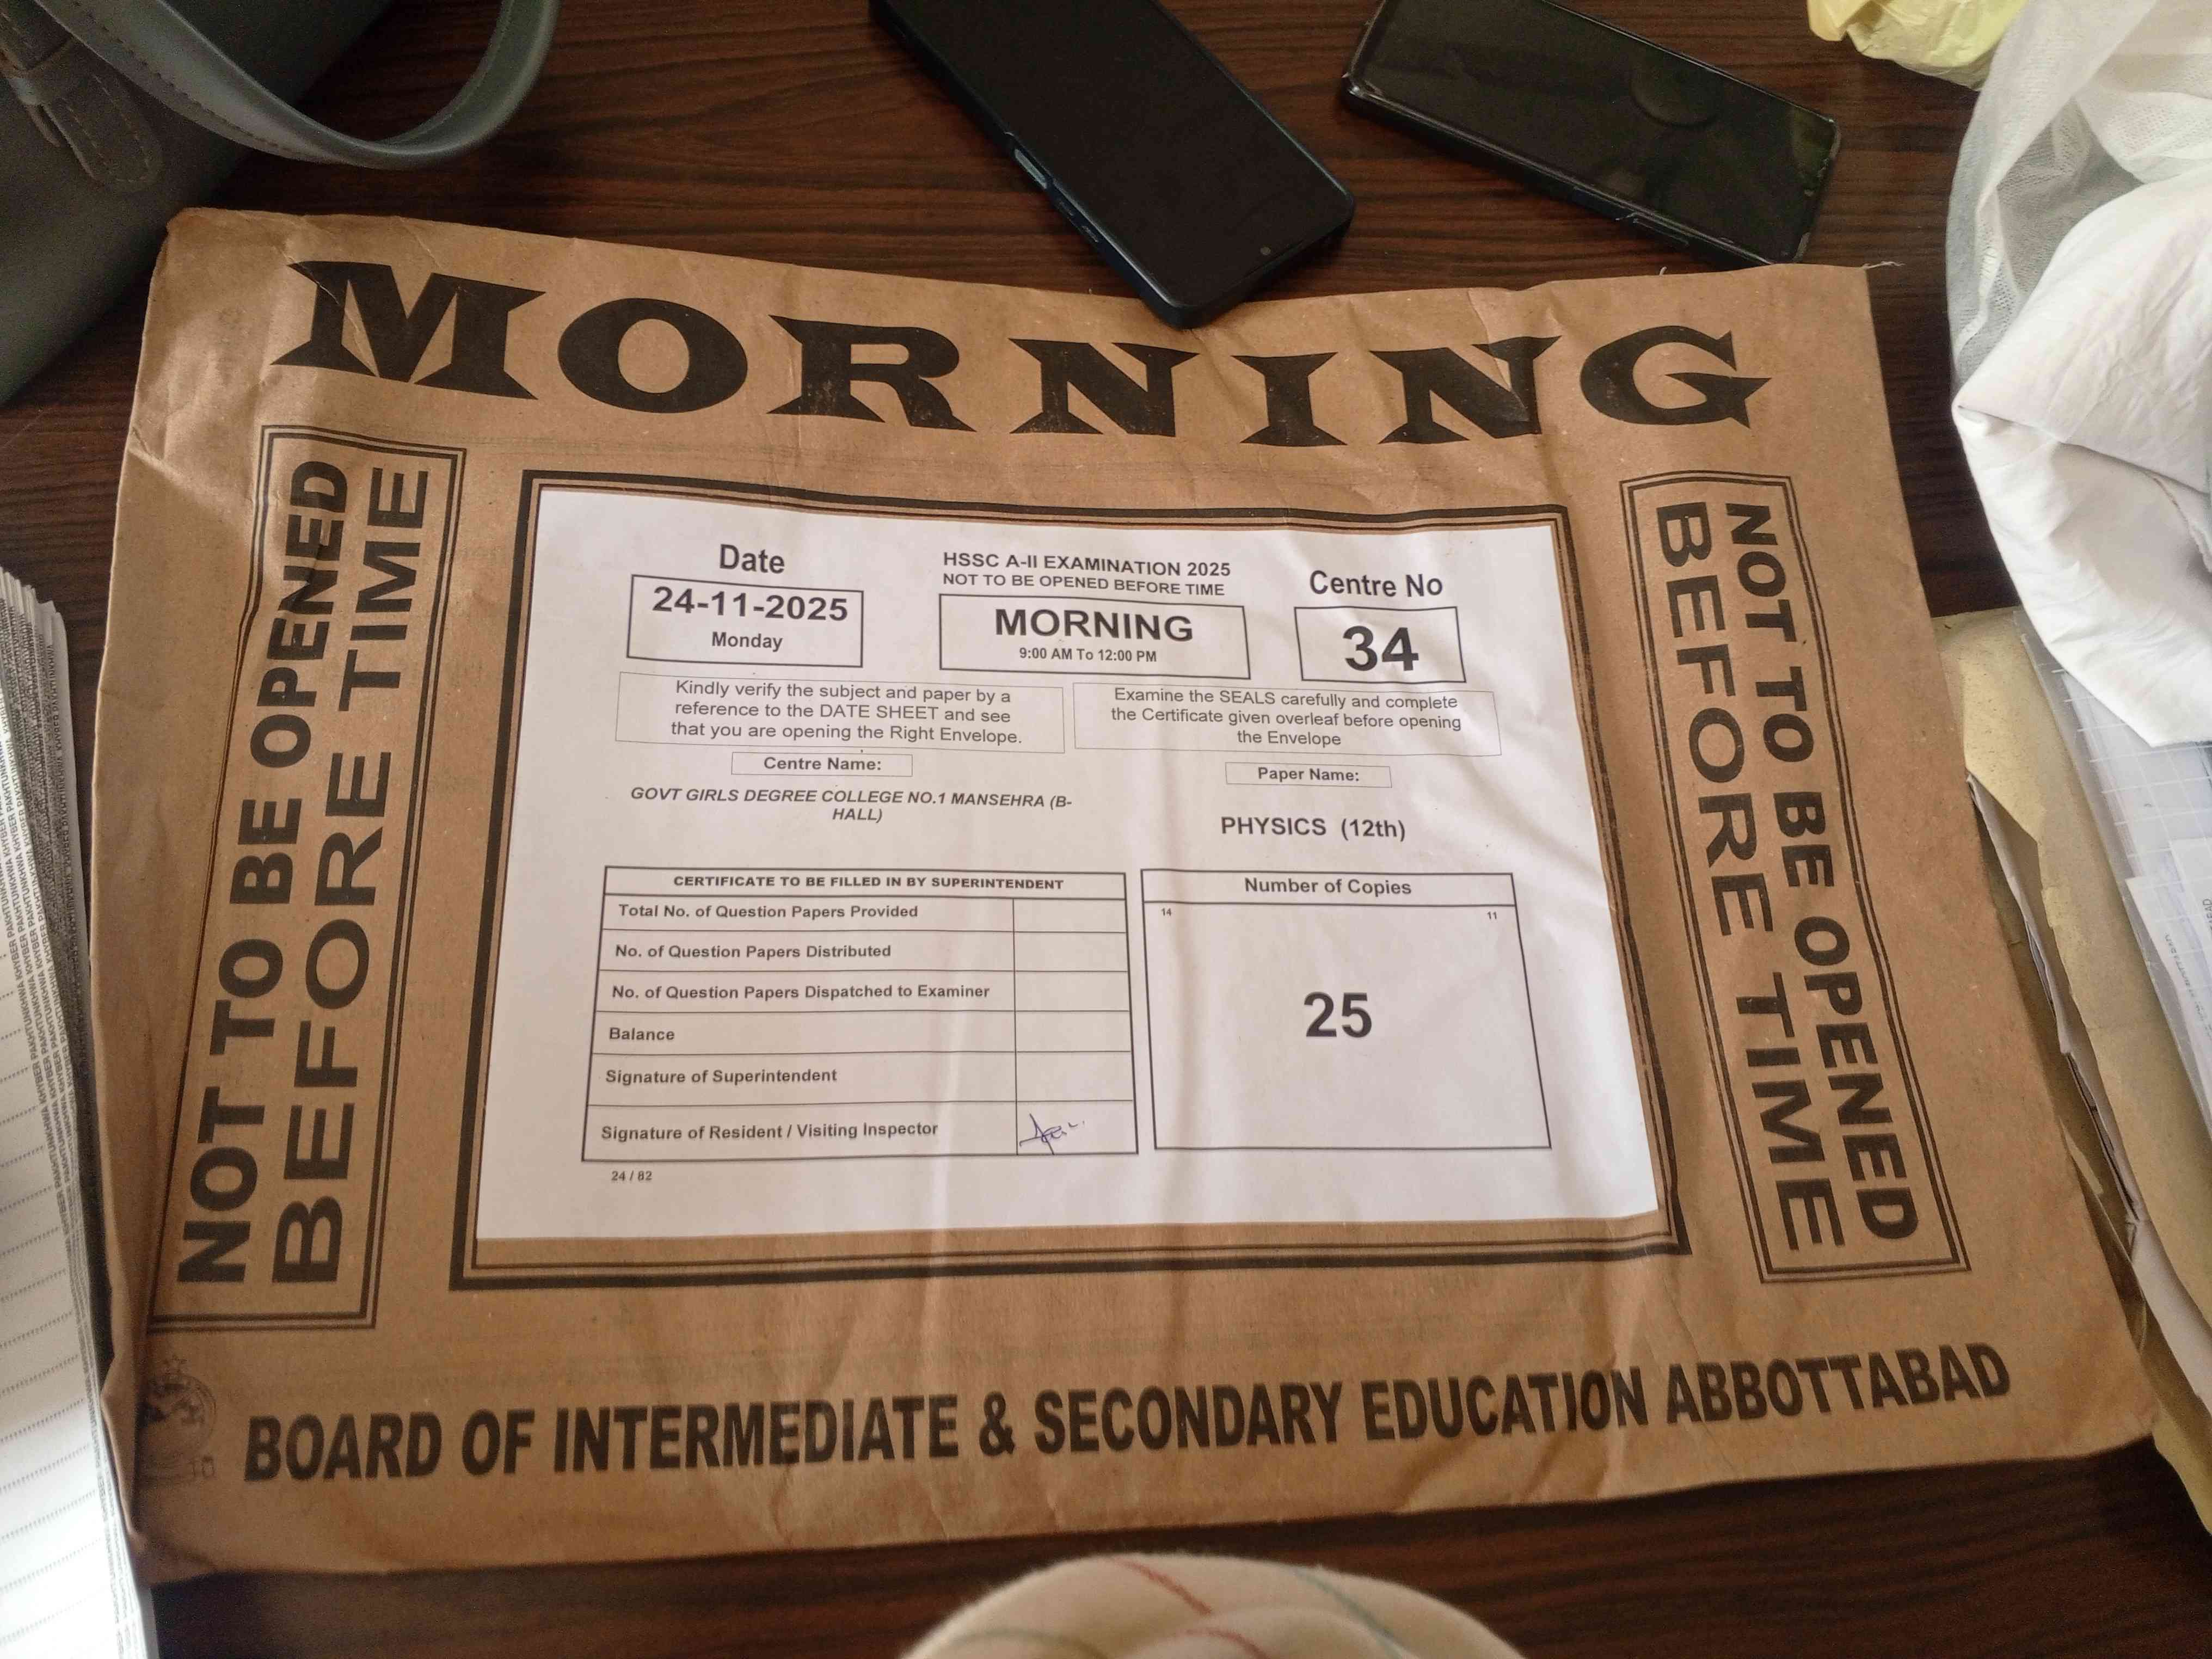 MORNING
NOT TO BE OPENED
BEFORE TIME
Date
24-11-2025
Monday
HSSC A-II EXAMINATION 2025
NOT TO BE OPENED BEFORE TIME
MORNING
9:00 AM To 12:00 PM
Centre No
34
Kindly verify the subject and paper by a
reference to the DATE SHEET and see
that you are opening the Right Envelope.
Examine the SEALS carefully and complete
the Certificate given overleaf before opening
the Envelope
Centre Name:
GOVT GIRLS DEGREE COLLEGE NO.1 MANSEHRA (B-
HALL)
Paper Name:
PHYSICS (12th)
CERTIFICATE TO BE FILLED IN BY SUPERINTENDENT
Total No. of Question Papers Provided
No. of Question Papers Distributed
No. of Question Papers Dispatched to Examiner
Balance
Signature of Superintendent
Signature of Resident / Visiting Inspector
24 / 82
Number of Copies
14 11
25
NOT TO BE OPENED
BEFORE TIME
BOARD OF INTERMEDIATE & SECONDARY EDUCATION ABBOTTABAD